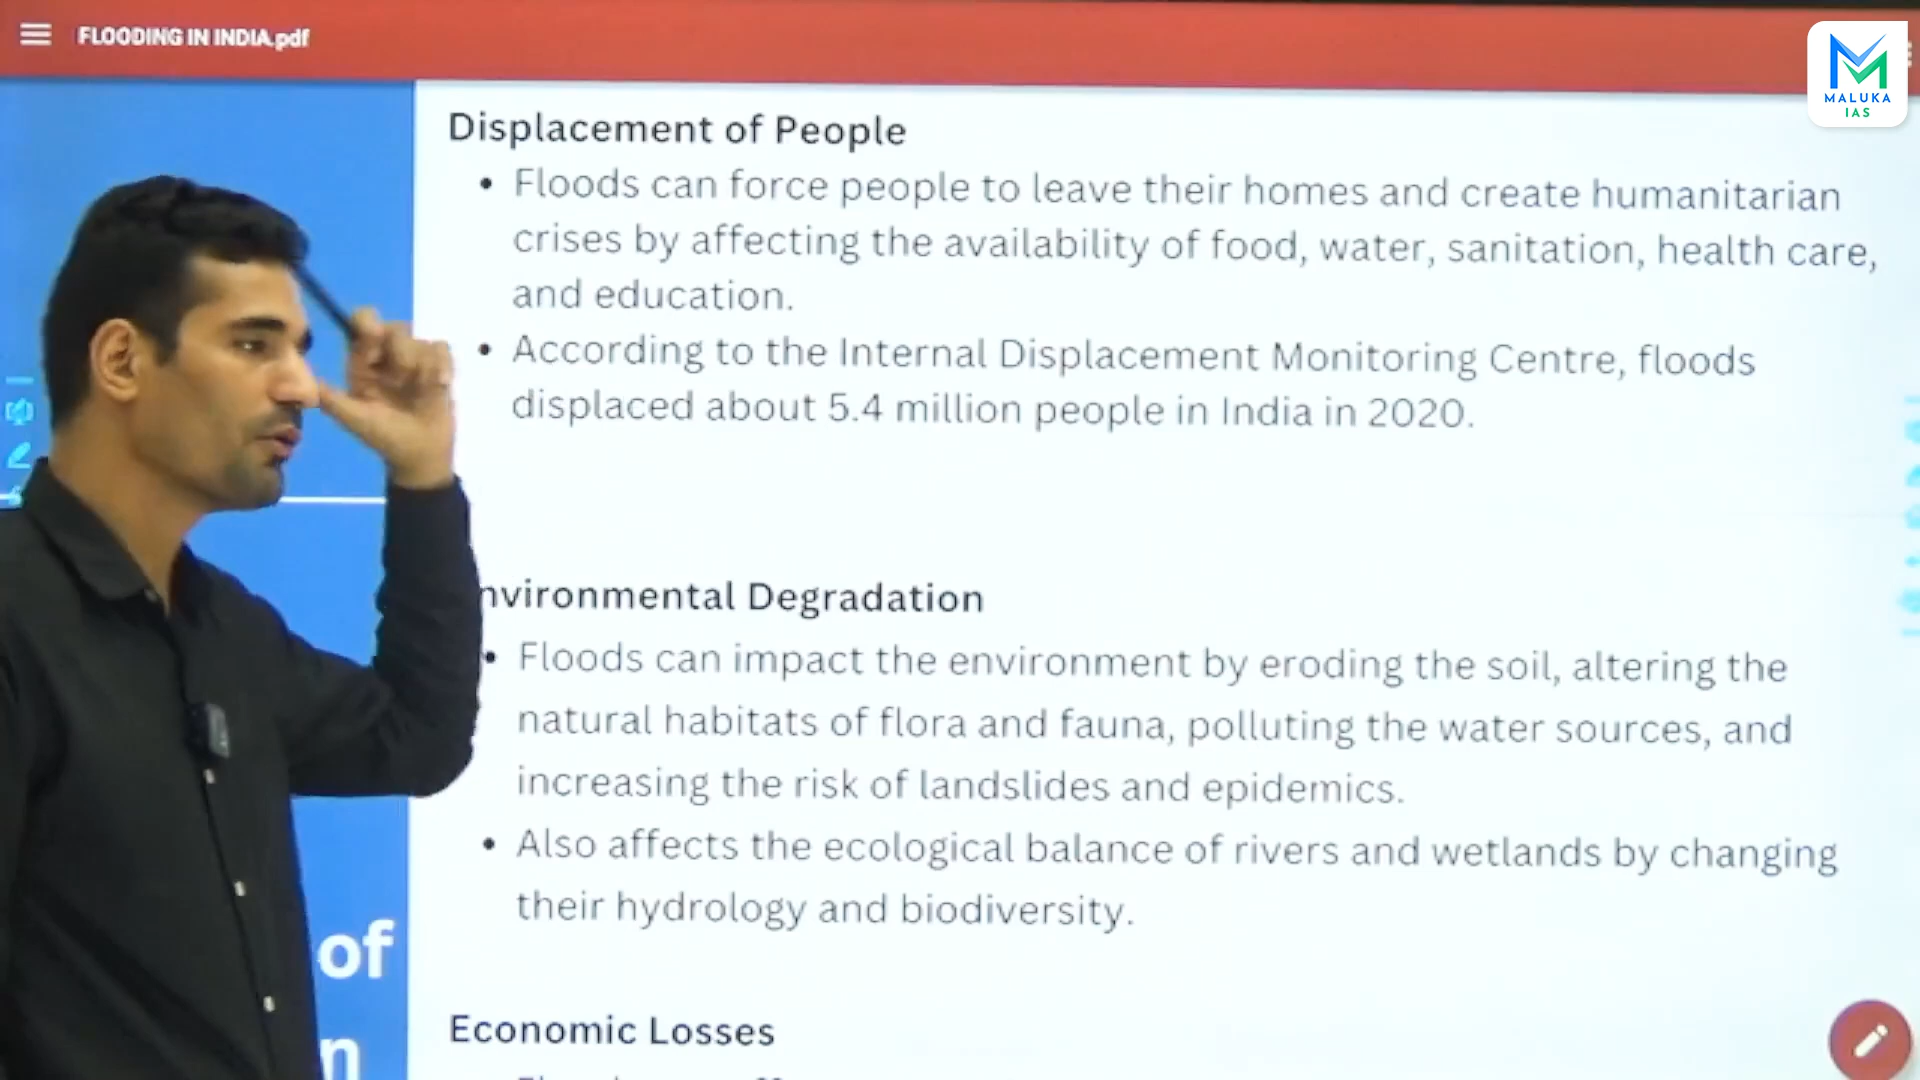 FLOODING IN INDIA.pdf
MALUKA
IAS
Displacement of People
• Floods can force people to leave their homes and create humanitarian
crises by affecting the availability of food, water, sanitation, health care,
and education.
• According to the Internal Displacement Monitoring Centre, floods
displaced about 5.4 million people in India in 2020.
nvironmental Degradation
• Floods can impact the environment by eroding the soil, altering the
natural habitats of flora and fauna, polluting the water sources, and
increasing the risk of landslides and epidemics.
• Also affects the ecological balance of rivers and wetlands by changing
their hydrology and biodiversity.
of
n
Economic Losses